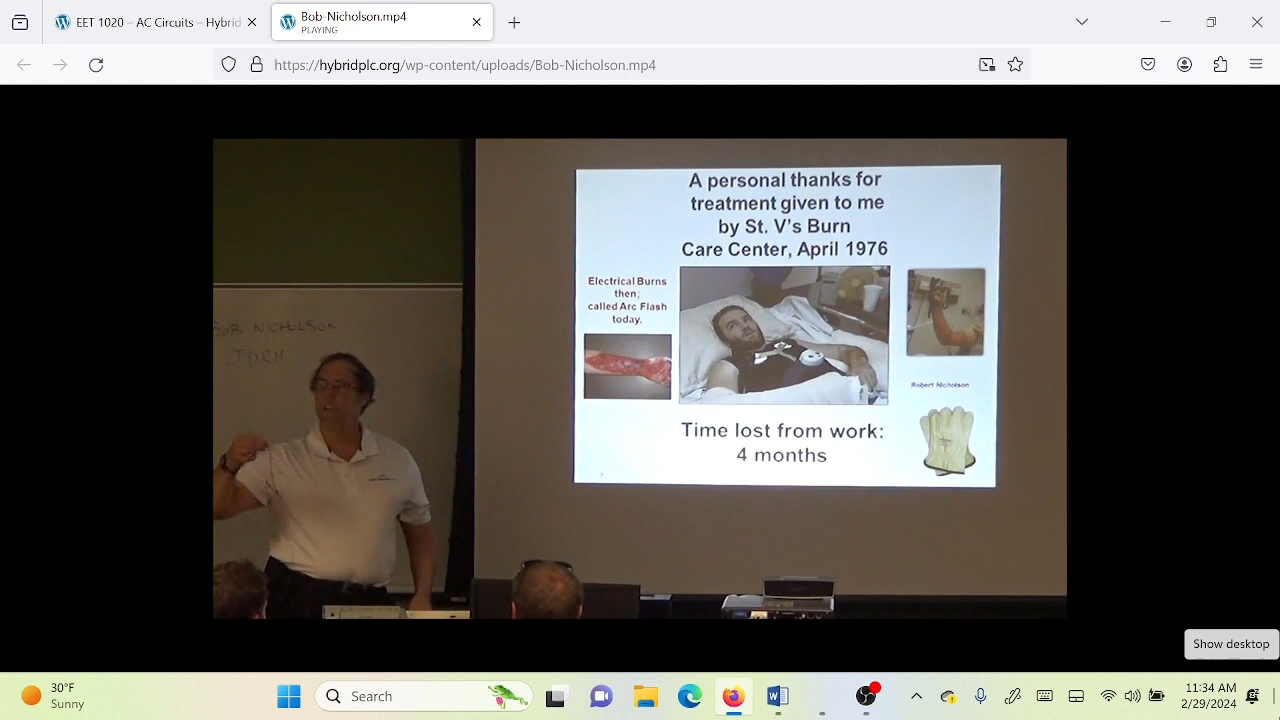 EET 1020 – AC Circuits – Hybrid
Bob-Nicholson.mp4
PLAYING
https://hybridplc.org/wp-content/uploads/Bob-Nicholson.mp4
A personal thanks for
treatment given to me
by St. V's Burn
Care Center, April 1976
Electrical Burns
then;
called Arc Flash
today.
Robert Nicholson
Time lost from work:
4 months
BOB NICHOLSON
Show desktop
30°F
Sunny
Search
11:34 AM
2/29/2024